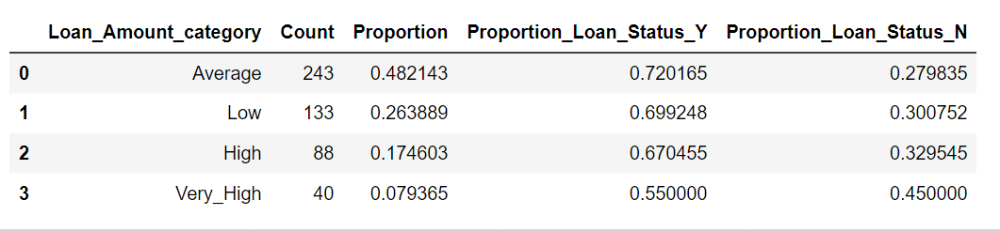 Loan_Amount_category Count Proportion Proportion_Loan_Status_Y Proportion_Loan_Status_N
0 Average 243 0.482143 0.720165 0.279835
1 Low 133 0.263889 0.699248 0.300752
2 High 88 0.174603 0.670455 0.329545
3 Very_High 40 0.079365 0.550000 0.450000